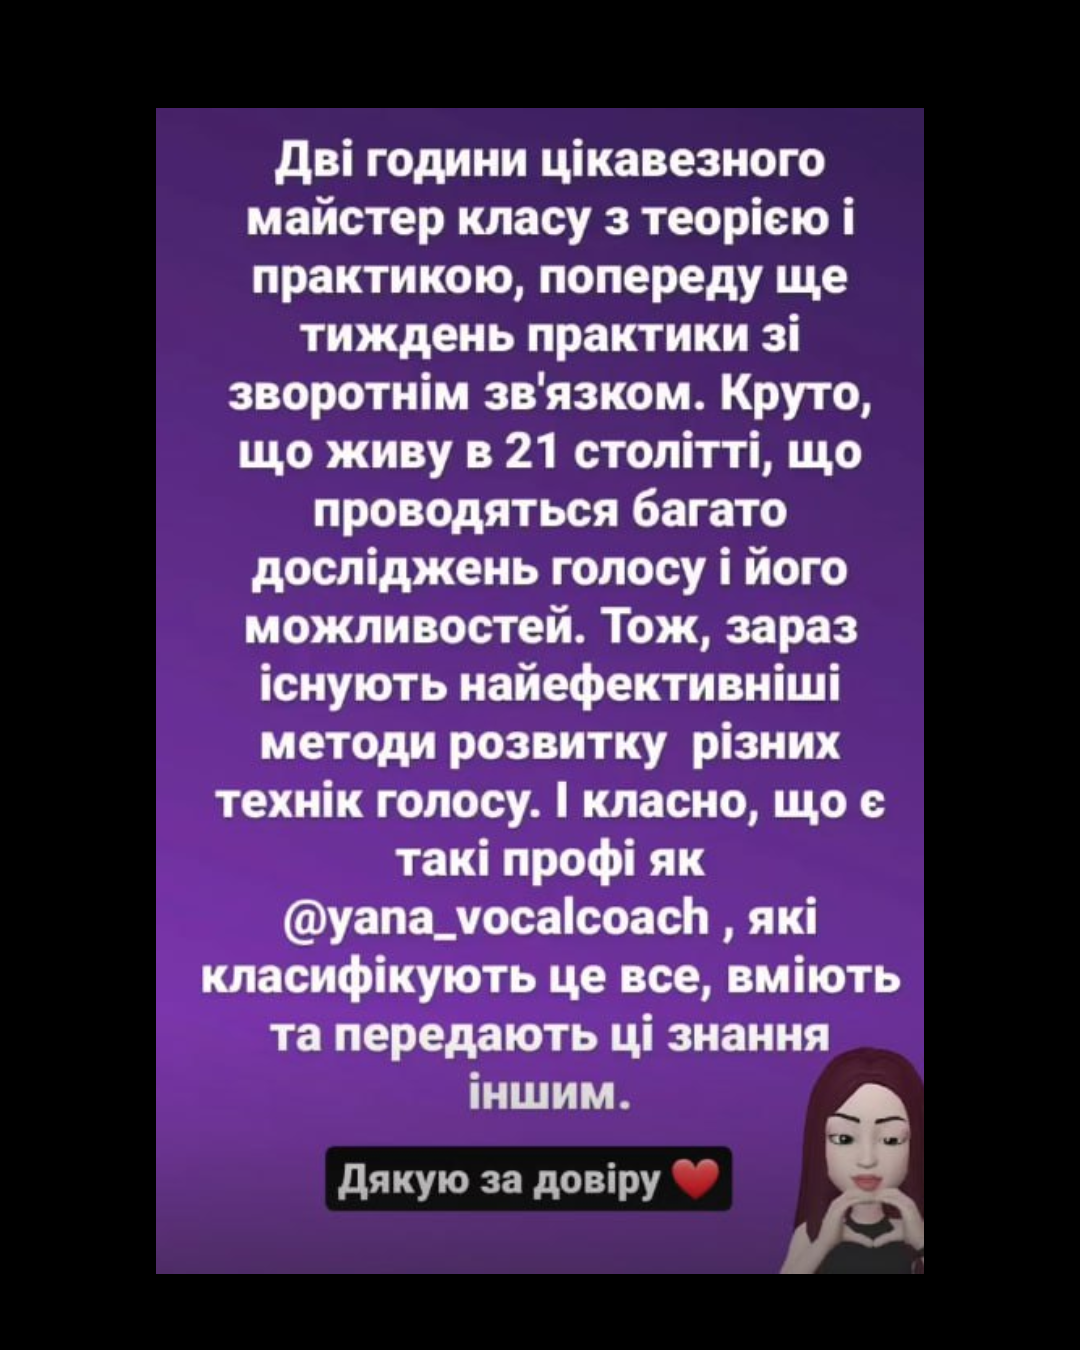 Дві години цікавезного
майстер класу з теорією і
практикою, попереду ще
тиждень практики зі
зворотнім зв'язком. Круто,
що живу в 21 столітті, що
проводяться багато
досліджень голосу і його
можливостей. Тож, зараз
існують найефективніші
методи розвитку  різних
технік голосу. І класно, що є
такі профі як
@yana_vocalcoach , які
класифікують це все, вміють
та передають ці знання
іншим.
Дякую за довіру ❤️